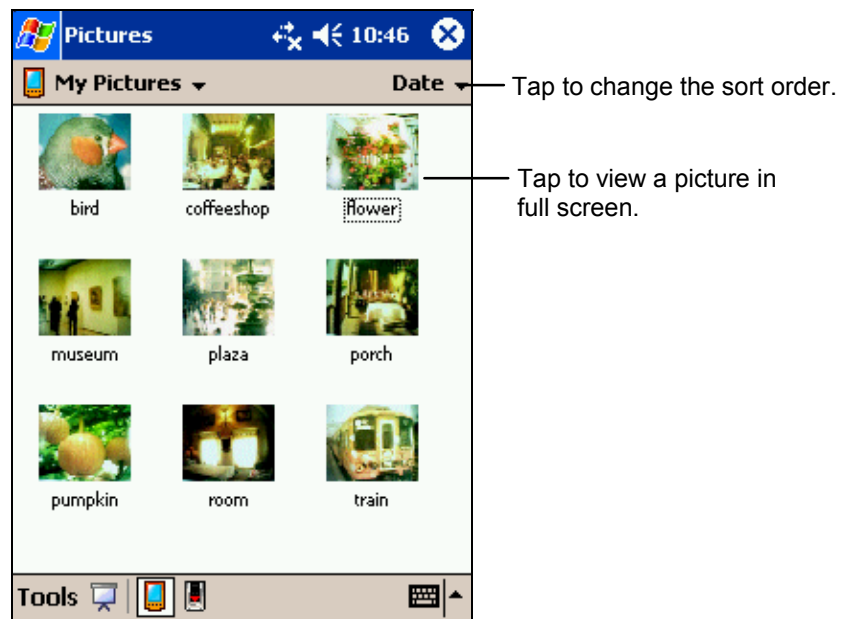 Pictures 10:46
My Pictures Date
Tap to change the sort order.
Tap to view a picture in
full screen.
bird coffeeshop flower
museum plaza porch
pumpkin room train
Tools